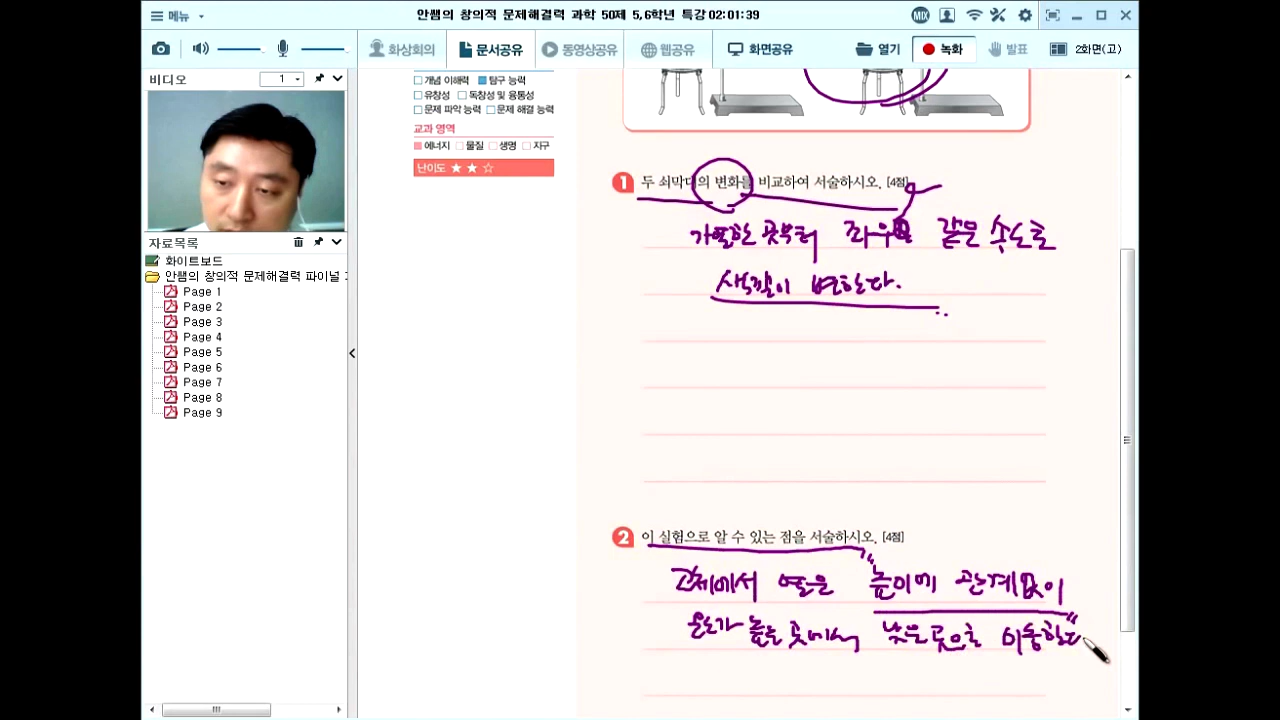 메뉴
안쌤의 창의적 문제해결력 과학 50제 5,6학년 특강 02:01:39
MIX
화상회의
문서공유
동영상공유
웹공유
화면공유
열기
녹화
발표
2화면(고)
비디오
1
자료목록
화이트보드
안쌤의 창의적 문제해결력 파이널
Page 1
Page 2
Page 3
Page 4
Page 5
Page 6
Page 7
Page 8
Page 9
개념 이해력 탐구 능력
유창성 독창성 및 융통성
문제 파악 능력 문제 해결 능력
교과 영역
에너지 물질 생명 지구
난이도 ★ ★ ☆
1 두 쇠막대의 변화를 비교하여 서술하시오. [4점]
가열한 곳부터 좌우 같은 속도로
색깔이 변한다.
2 이 실험으로 알 수 있는 점을 서술하시오. [4점]
고체에서 열은 "높이에 관계없이"
온도가 높은 곳에서 낮은 곳으로 이동한다